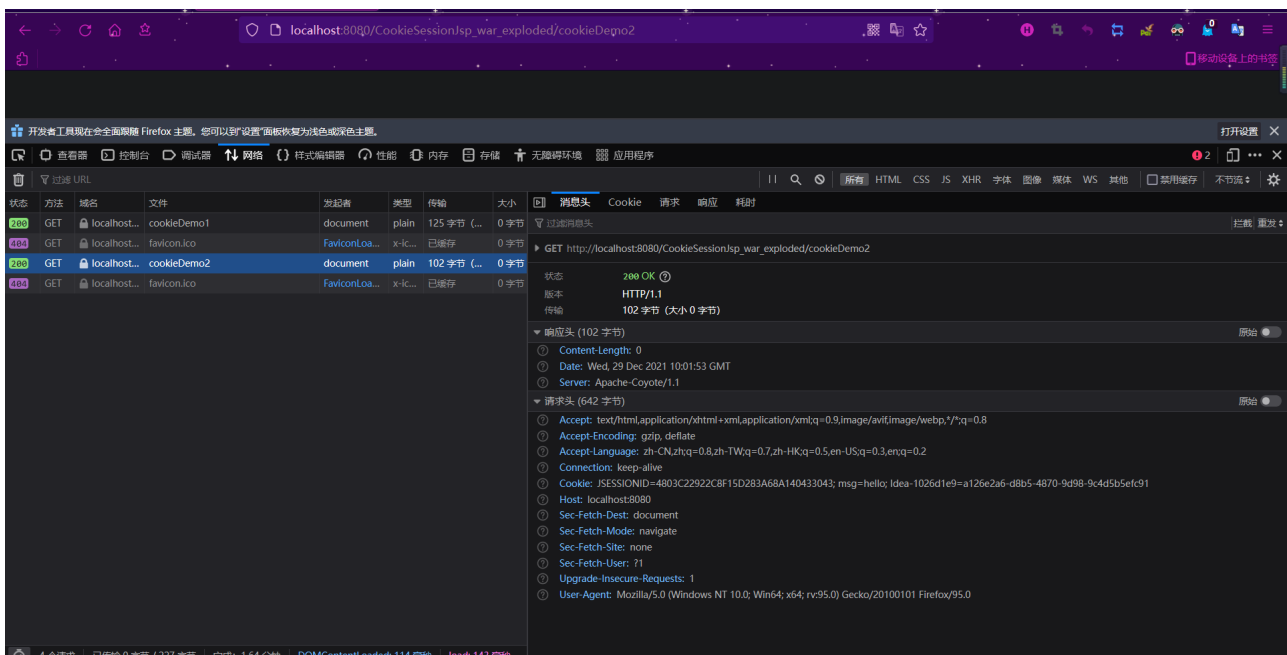 localhost:8080/CookieSessionJsp_war_exploded/cookieDemo2
移动设备上的书签
开发者工具现在会全面跟随 Firefox 主题。您可以到"设置"面板恢复为浅色或深色主题。 打开设置
查看器 控制台 调试器 网络 {} 样式编辑器 性能 内存 存储 无障碍环境 应用程序 2
过滤 URL 所有 HTML CSS JS XHR 字体 图像 媒体 WS 其他 禁用缓存 不节流
状态 方法 域名 文件 发起者 类型 传输 大小 消息头 Cookie 请求 响应 耗时
200 GET localhost... cookieDemo1 document plain 125 字节 (... 0 字节
过滤消息头 拦截 重发
404 GET localhost... favicon.ico FaviconLoa... x-ic... 已缓存 0 字节
GET http://localhost:8080/CookieSessionJsp_war_exploded/cookieDemo2
200 GET localhost... cookieDemo2 document plain 102 字节 (... 0 字节
404 GET localhost... favicon.ico FaviconLoa... x-ic... 已缓存 0 字节
状态 200 OK
版本 HTTP/1.1
传输 102 字节 (大小 0 字节)
响应头 (102 字节) 原始
Content-Length: 0
Date: Wed, 29 Dec 2021 10:01:53 GMT
Server: Apache-Coyote/1.1
请求头 (642 字节) 原始
Accept: text/html,application/xhtml+xml,application/xml;q=0.9,image/avif,image/webp,*/*;q=0.8
Accept-Encoding: gzip, deflate
Accept-Language: zh-CN,zh;q=0.8,zh-TW;q=0.7,zh-HK;q=0.5,en-US;q=0.3,en;q=0.2
Connection: keep-alive
Cookie: JSESSIONID=4803C22922C8F15D283A68A140433043; msg=hello; Idea-1026d1e9=a126e2a6-d8b5-4870-9d98-9c4d5b5efc91
Host: localhost:8080
Sec-Fetch-Dest: document
Sec-Fetch-Mode: navigate
Sec-Fetch-Site: none
Sec-Fetch-User: ?1
Upgrade-Insecure-Requests: 1
User-Agent: Mozilla/5.0 (Windows NT 10.0; Win64; x64; rv:95.0) Gecko/20100101 Firefox/95.0